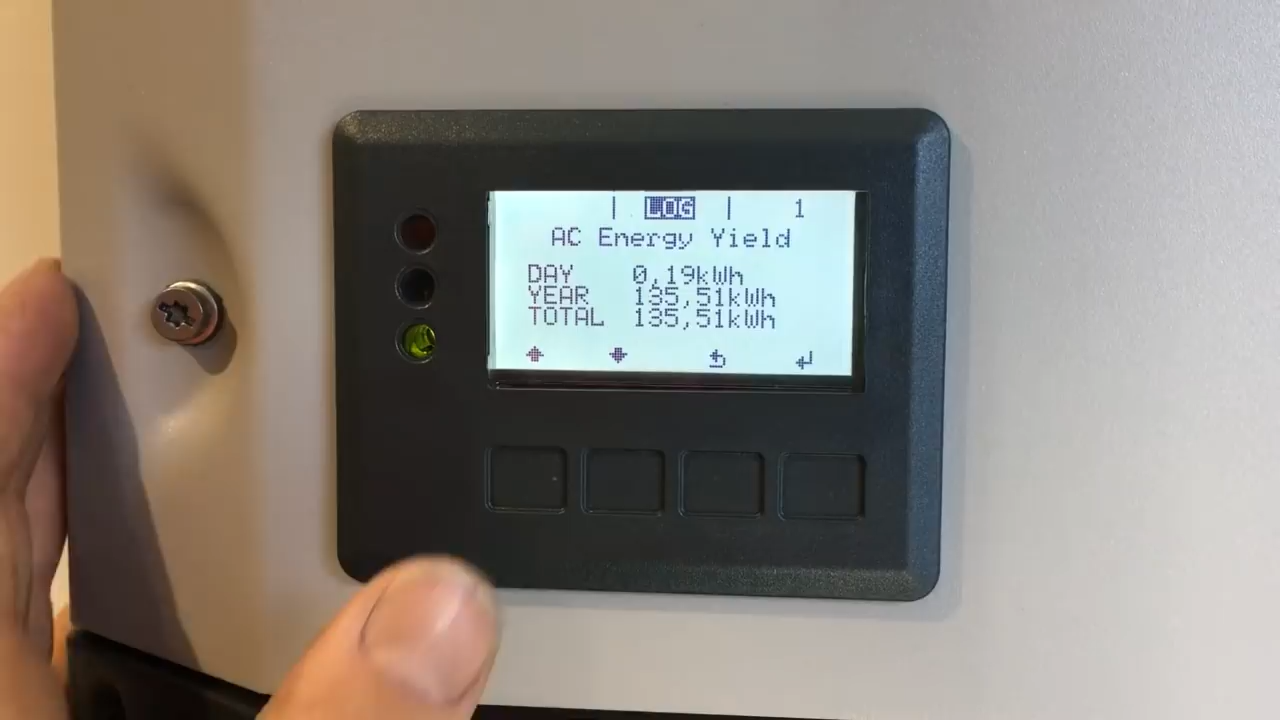 | LOG | 1
AC Energy Yield
DAY 0,19kWh
YEAR 135,51kWh
TOTAL 135,51kWh